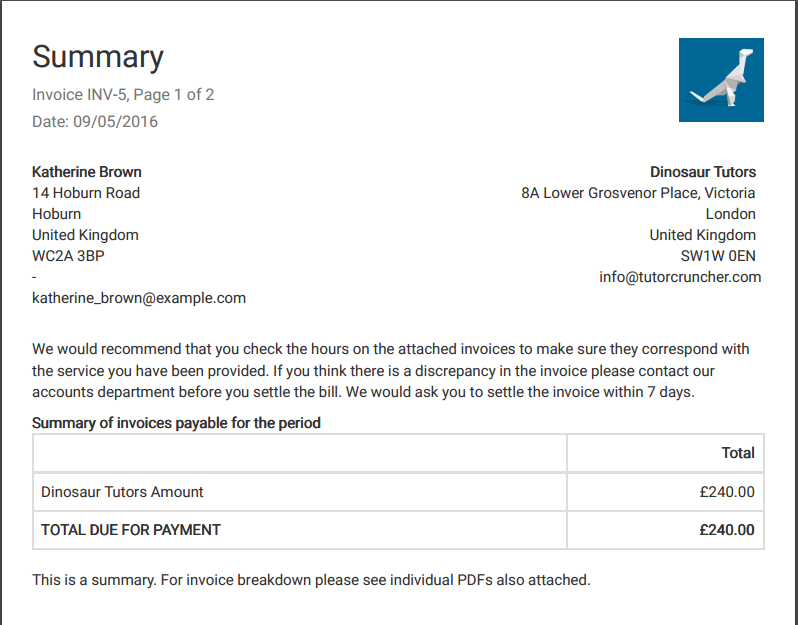 Summary
Invoice INV-5, Page 1 of 2
Date: 09/05/2016
Katherine Brown
14 Hoburn Road
Hoburn
United Kingdom
WC2A 3BP
-
katherine_brown@example.com
Dinosaur Tutors
8A Lower Grosvenor Place, Victoria
London
United Kingdom
SW1W 0EN
info@tutorcruncher.com
We would recommend that you check the hours on the attached invoices to make sure they correspond with
the service you have been provided. If you think there is a discrepancy in the invoice please contact our
accounts department before you settle the bill. We would ask you to settle the invoice within 7 days.
Summary of invoices payable for the period
Total
Dinosaur Tutors Amount £240.00
TOTAL DUE FOR PAYMENT £240.00
This is a summary. For invoice breakdown please see individual PDFs also attached.